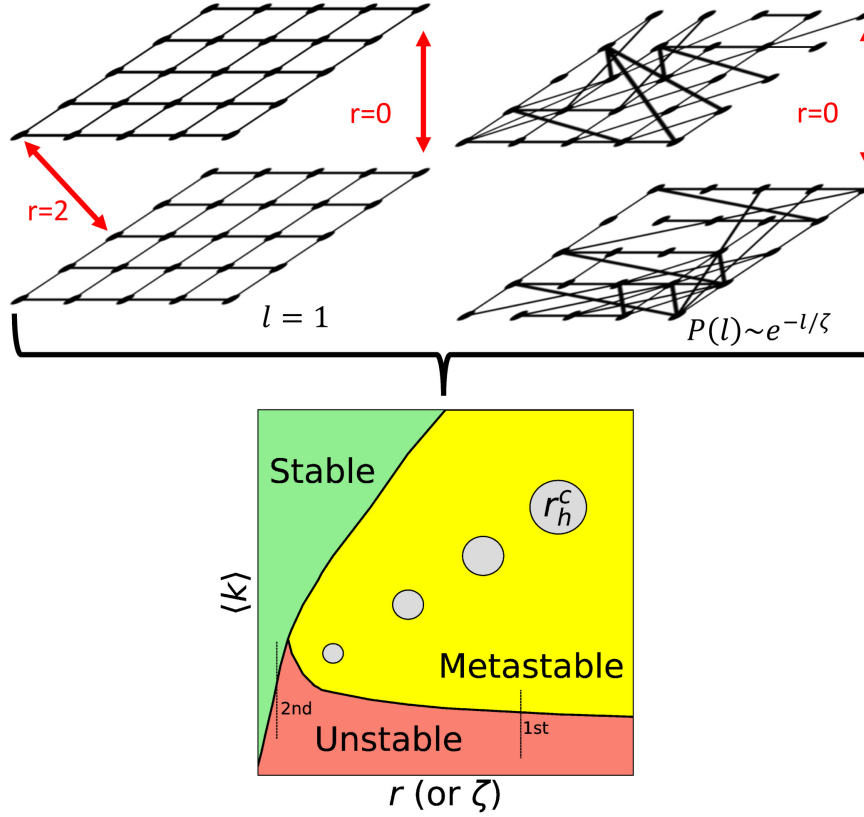 r=0
r=0
r=2
l = 1
P(l)~e^{-l/ζ}
Stable
r_h^c
⟨k⟩
Metastable
2nd
1st
Unstable
r (or ζ)